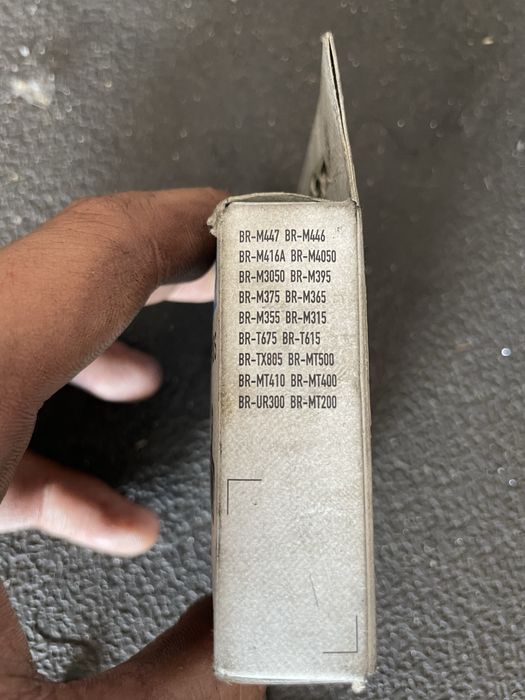 BR-M447 BR-M446
BR-M416A BR-M4050
BR-M3050 BR-M395
BR-M375 BR-M365
BR-M355 BR-M315
BR-T675 BR-T615
BR-TX805 BR-MT500
BR-MT410 BR-MT400
BR-UR300 BR-MT200